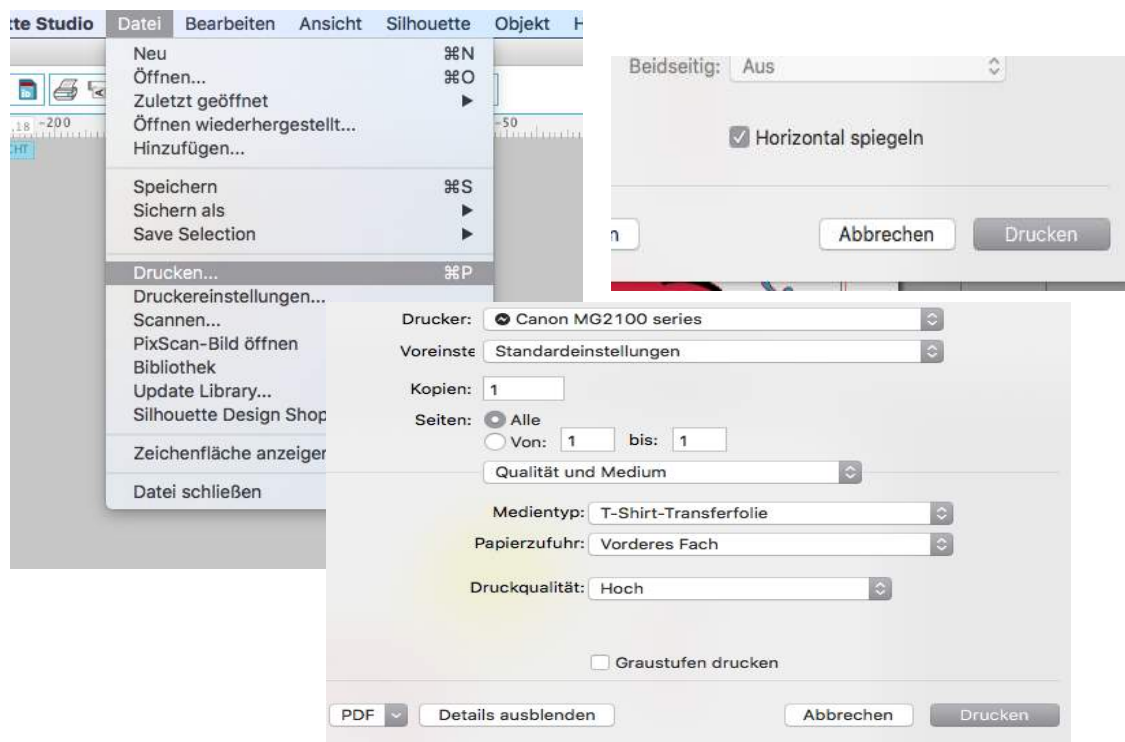 tte Studio Datei Bearbeiten Ansicht Silhouette Objekt H
Neu ⌘N
Öffnen... ⌘O
Zuletzt geöffnet ▶
Öffnen wiederhergestellt...
Hinzufügen...
Speichern ⌘S
Sichern als ▶
Save Selection ▶
Drucken... ⌘P
Druckereinstellungen...
Scannen...
PixScan-Bild öffnen
Bibliothek
Update Library...
Silhouette Design Shop
Zeichenfläche anzeigen
Datei schließen
,18 -200 -50
CHT
Beidseitig: Aus
Horizontal spiegeln
n Abbrechen Drucken
Drucker: Canon MG2100 series
Voreinste Standardeinstellungen
Kopien: 1
Seiten: Alle
Von: 1 bis: 1
Qualität und Medium
Medientyp: T-Shirt-Transferfolie
Papierzufuhr: Vorderes Fach
Druckqualität: Hoch
Graustufen drucken
PDF Details ausblenden Abbrechen Drucken